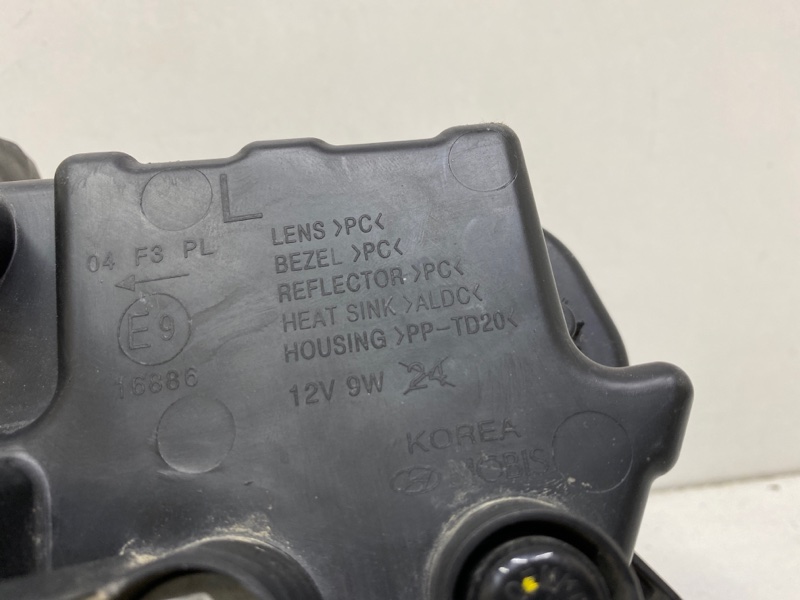 L
04 F3 PL
E9
16886
LENS >PC<
BEZEL >PC<
REFLECTOR >PC<
HEAT SINK >ALDC<
HOUSING >PP-TD20<
12V 9W 24
KOREA
MOBIS